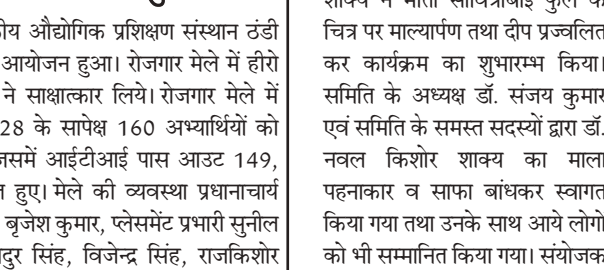 औद्योगिक प्रशिक्षण संस्थान ठंडी
आयोजन हुआ। रोजगार मेले में हीरो
ने साक्षात्कार लिये। रोजगार मेले में
28 के सापेक्ष 160 अभ्यार्थियों को
आईटीआई पास आउट 149,
हुए। मेले की व्यवस्था प्रधानाचार्य
बृजेश कुमार, प्लेसमेंट प्रभारी सुनील
सिंह, विजेन्द्र सिंह, राजकिशोर
चित्र पर माल्यार्पण तथा दीप प्रज्वलित
कर कार्यक्रम का शुभारम्भ किया।
समिति के अध्यक्ष डॉ. संजय कुमार
एवं समिति के समस्त सदस्यों द्वारा डॉ.
नवल किशोर शाक्य का माला
पहनाकार व साफा बांधकर स्वागत
किया गया तथा उनके साथ आये लोगो
को भी सम्मानित किया गया। संयोजक